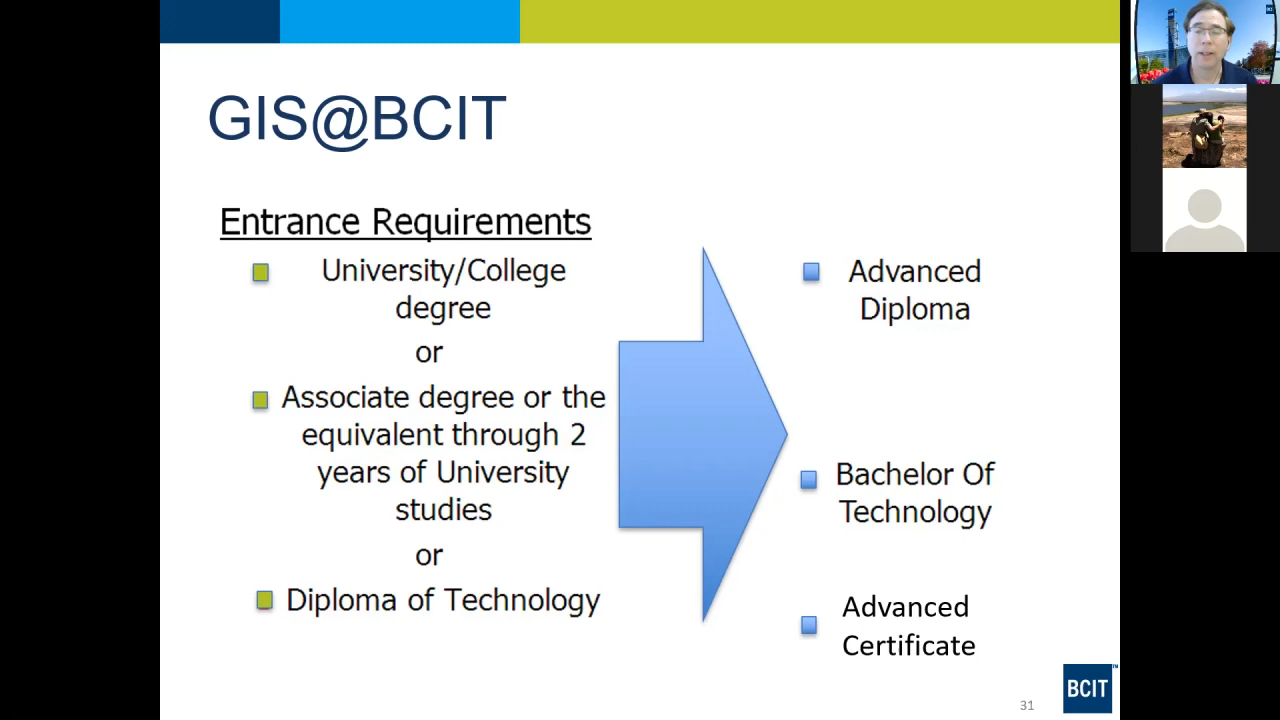 GIS@BCIT
Entrance Requirements
University/College
degree
or
Associate degree or the
equivalent through 2
years of University
studies
or
Diploma of Technology
Advanced
Diploma
Bachelor Of
Technology
Advanced
Certificate
31
BCIT™